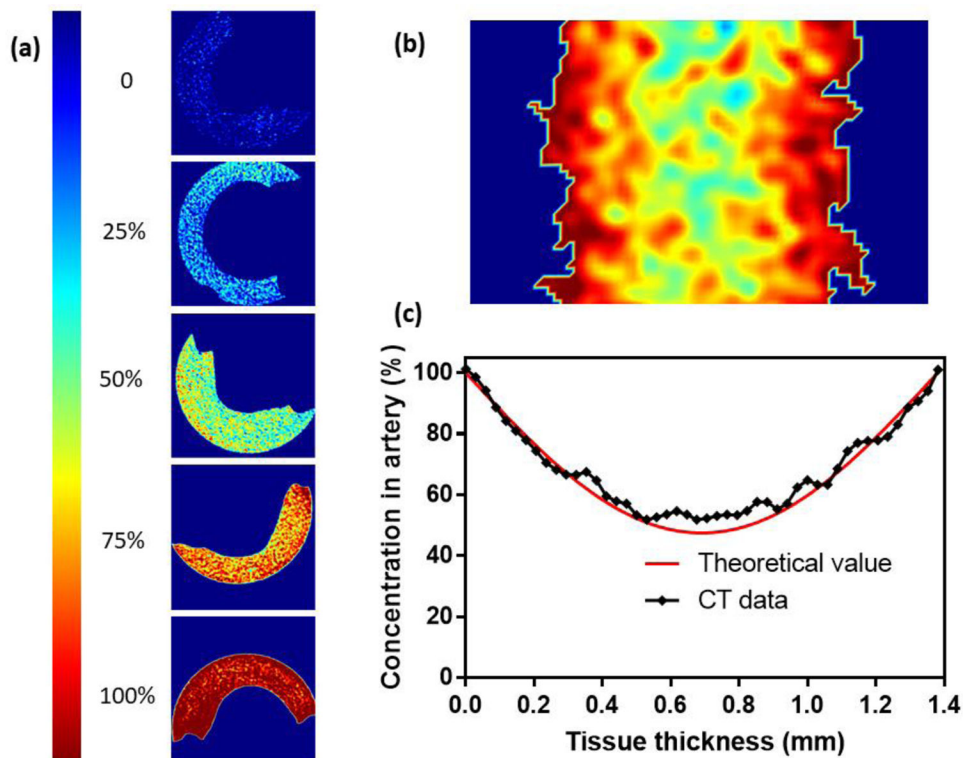 (a)
0
25%
50%
75%
100%
(b)
(c)
Concentration in artery (%)
100
80
60
40
20
0
Theoretical value
CT data
0.0 0.2 0.4 0.6 0.8 1.0 1.2 1.4
Tissue thickness (mm)